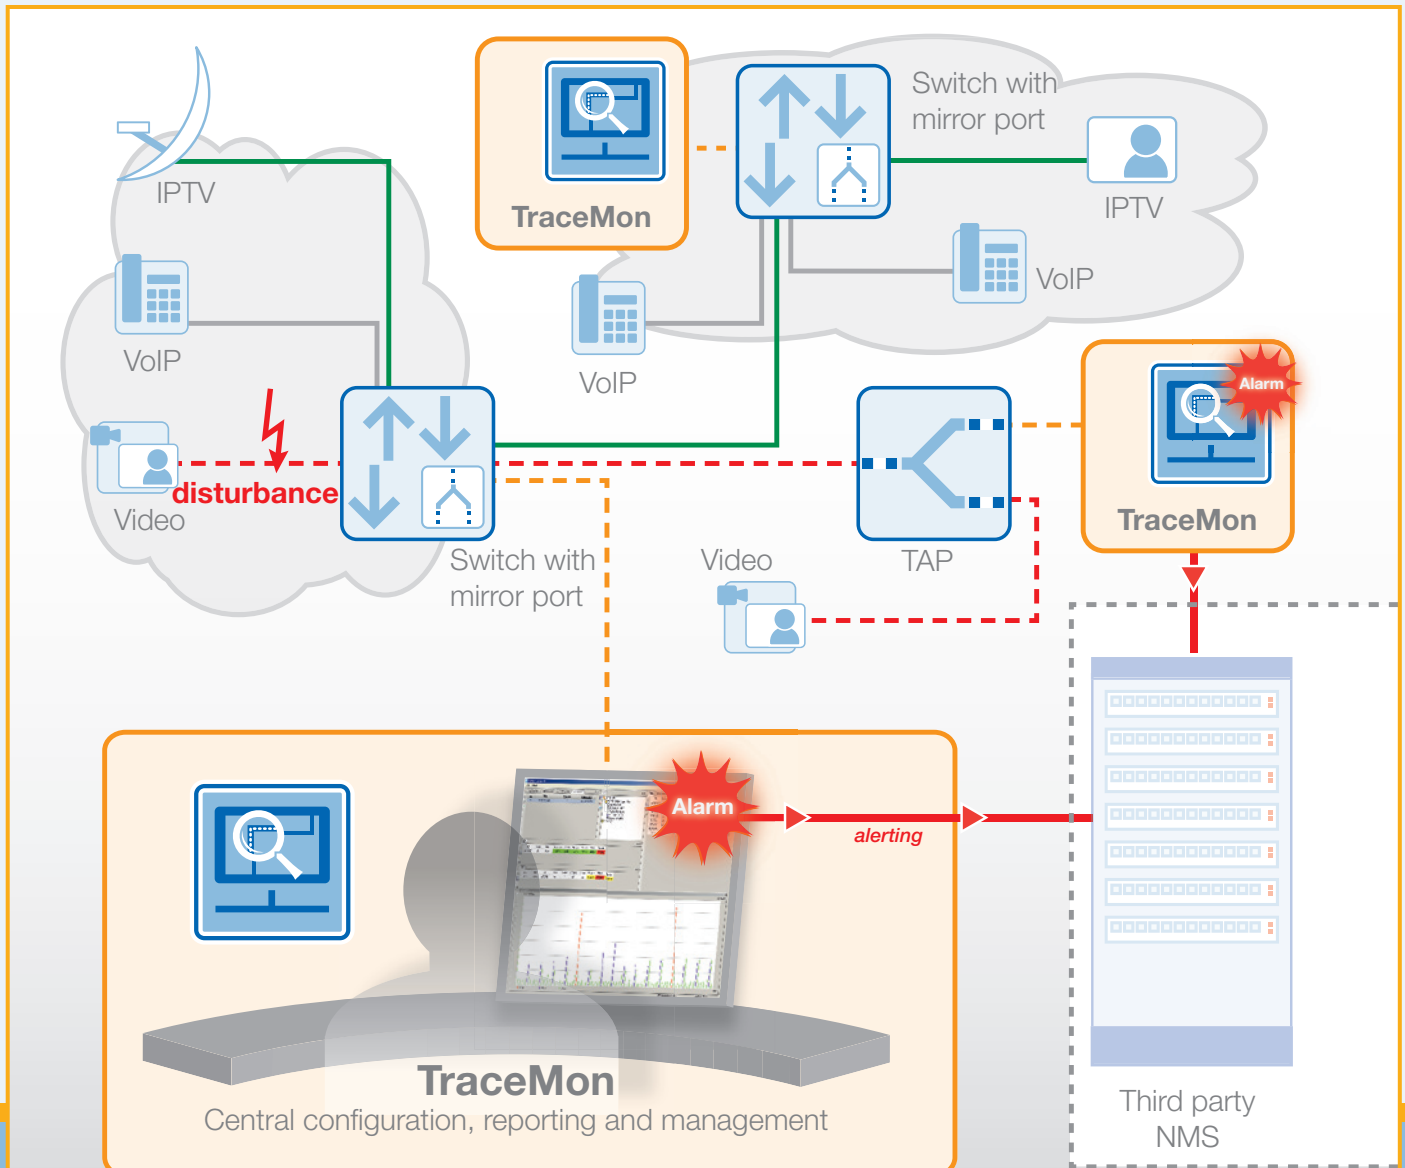 Switch with
mirror port
IPTV
TraceMon
IPTV
VoIP
VoIP
VoIP
Alarm
disturbance
Video
TraceMon
Switch with
mirror port
Video
TAP
Alarm
alerting
TraceMon
Central configuration, reporting and management
Third party
NMS